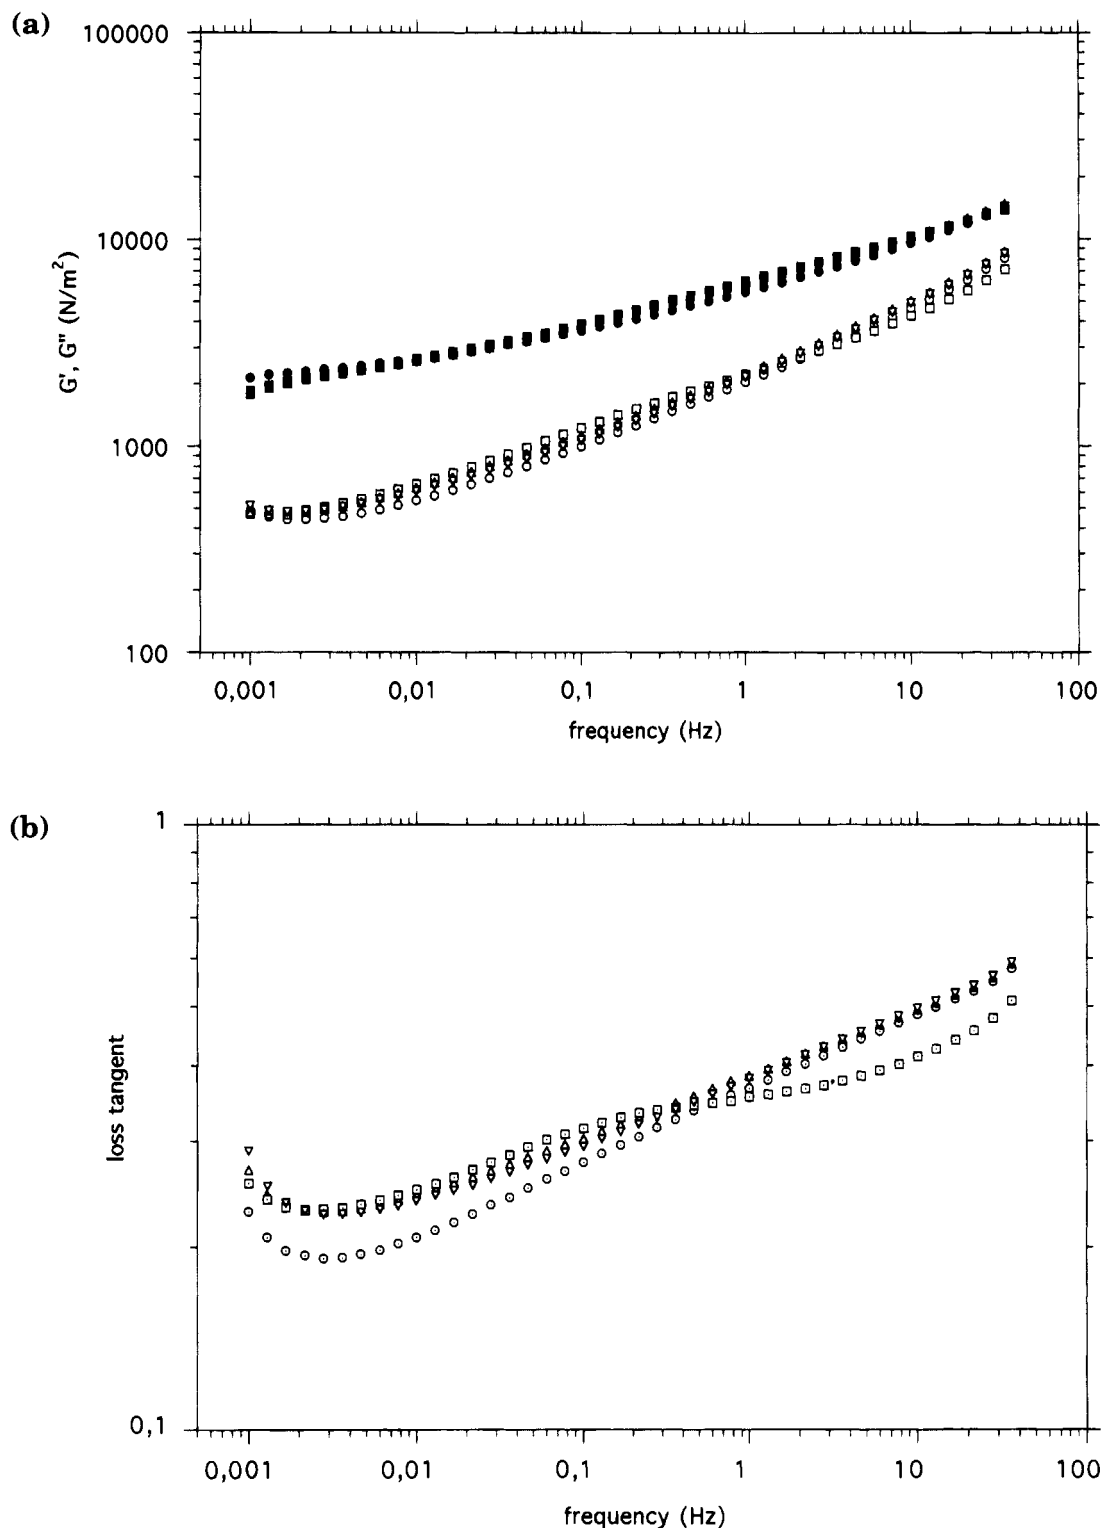 (a)
100000
10000
1000
100
G', G" (N/m²)
0,001 0,01 0,1 1 10 100
frequency (Hz)
(b)
1
0,1
loss tangent
0,001 0,01 0,1 1 10 100
frequency (Hz)